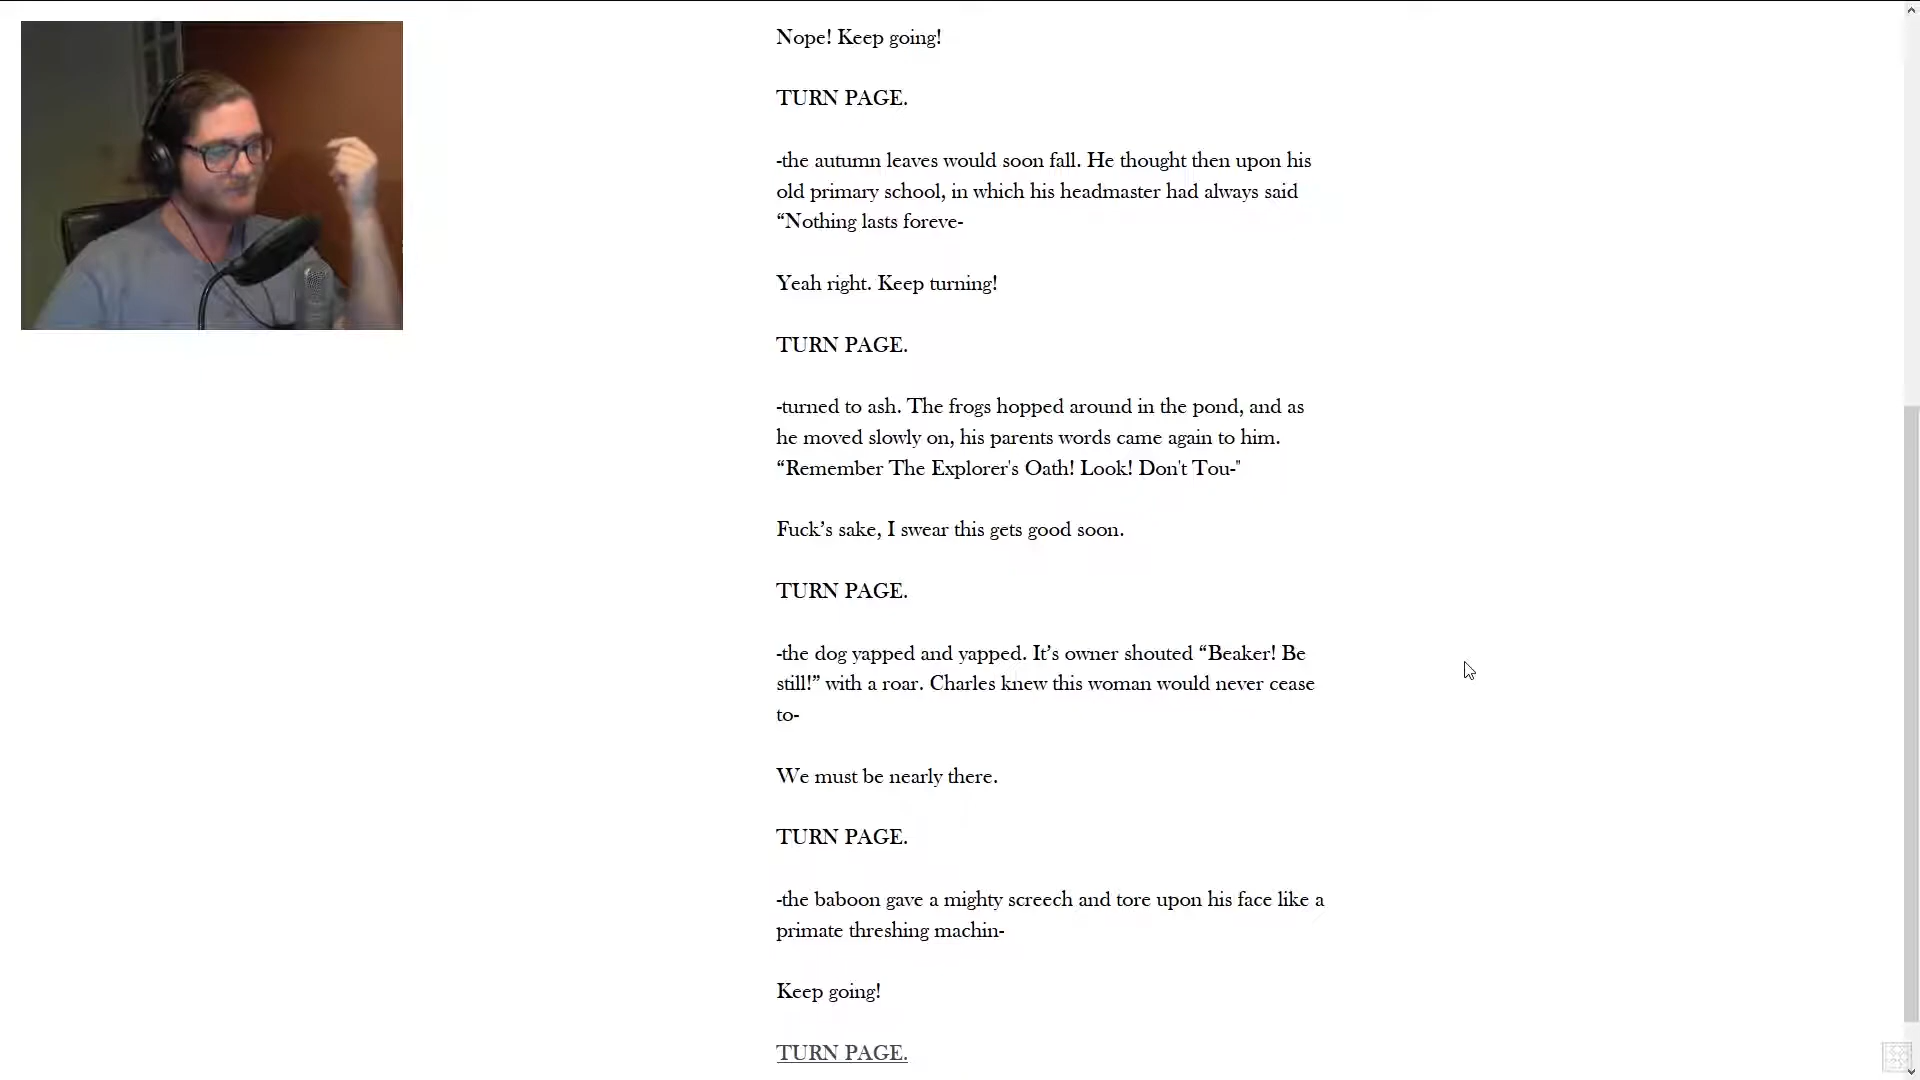 Nope! Keep going!
TURN PAGE.
-the autumn leaves would soon fall. He thought then upon his
old primary school, in which his headmaster had always said
“Nothing lasts foreve-
Yeah right. Keep turning!
TURN PAGE.
-turned to ash. The frogs hopped around in the pond, and as
he moved slowly on, his parents words came again to him.
“Remember The Explorer's Oath! Look! Don't Tou-"
Fuck’s sake, I swear this gets good soon.
TURN PAGE.
-the dog yapped and yapped. It’s owner shouted “Beaker! Be
still!” with a roar. Charles knew this woman would never cease
to-
We must be nearly there.
TURN PAGE.
-the baboon gave a mighty screech and tore upon his face like a
primate threshing machin-
Keep going!
TURN PAGE.